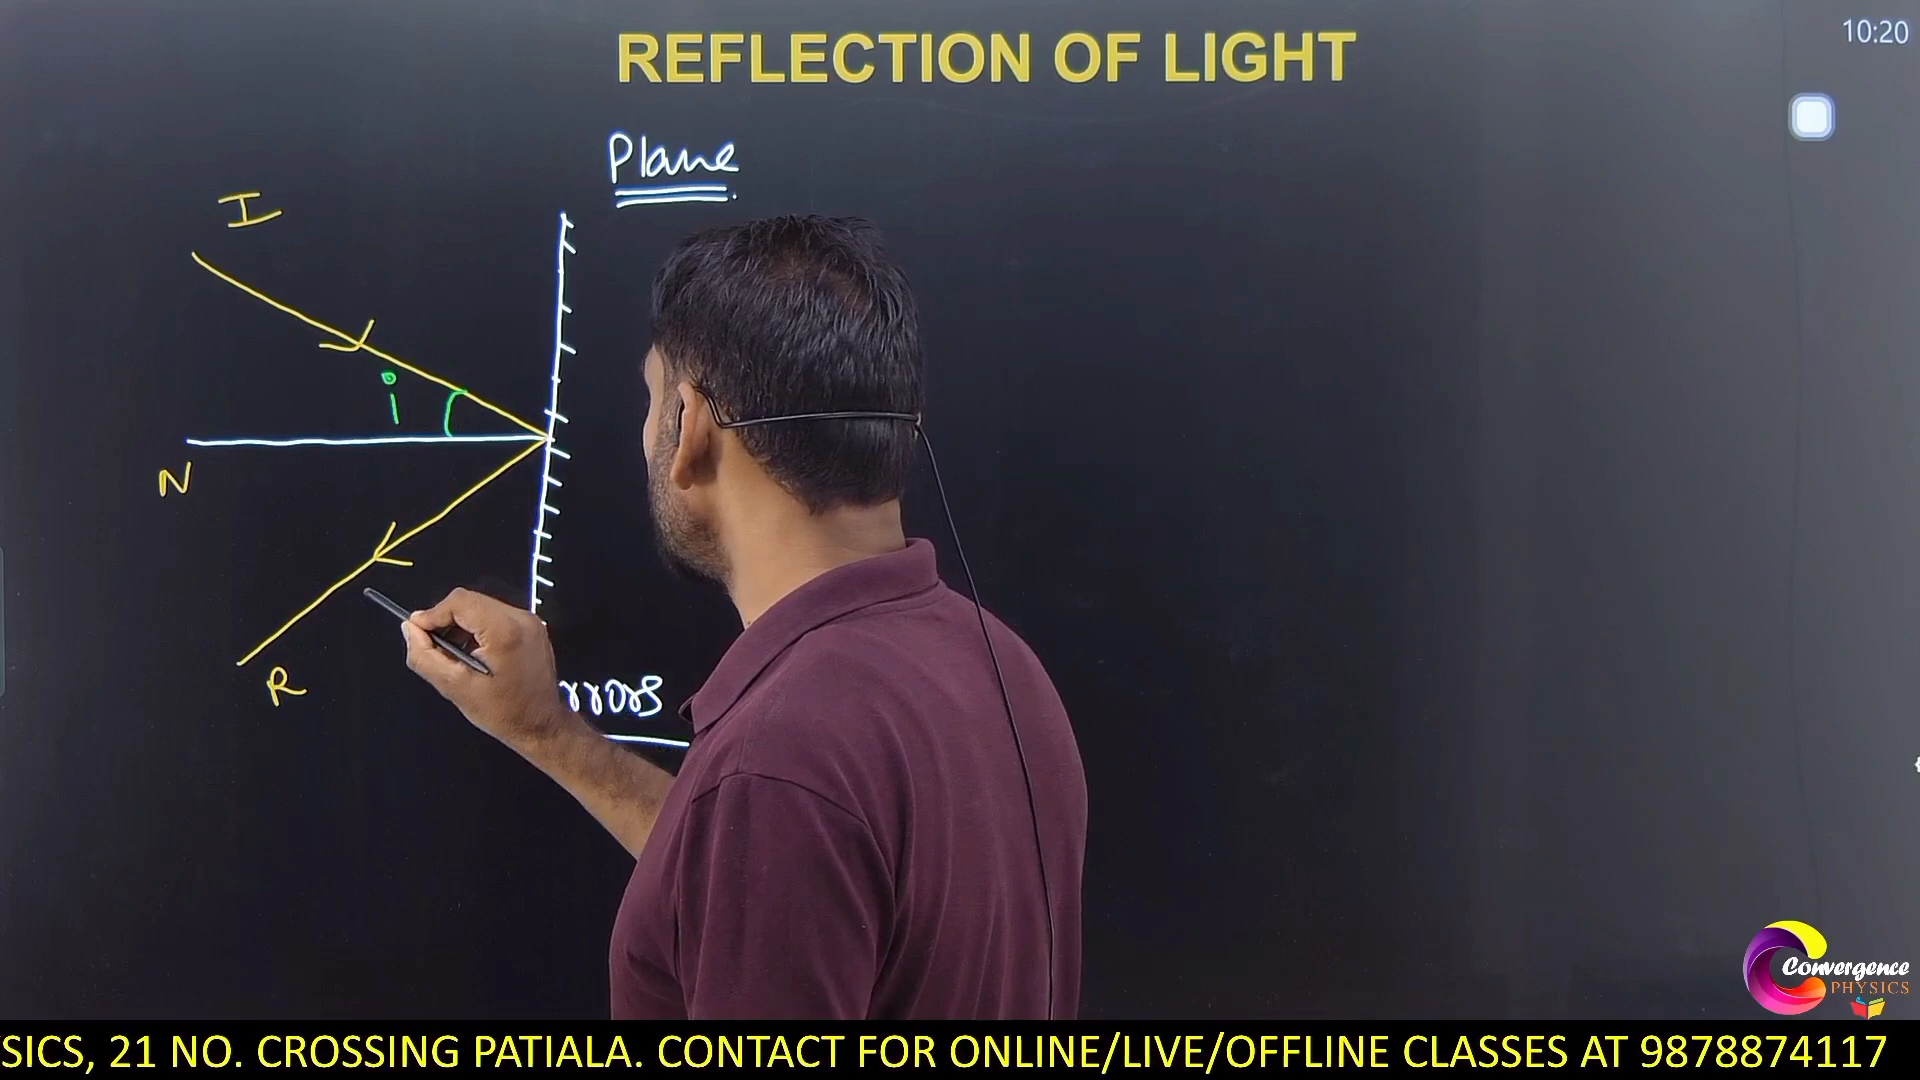 REFLECTION OF LIGHT
10:20
Plane
I
i
N
R
rrors
Convergence
PHYSICS
SICS, 21 NO. CROSSING PATIALA. CONTACT FOR ONLINE/LIVE/OFFLINE CLASSES AT 9878874117